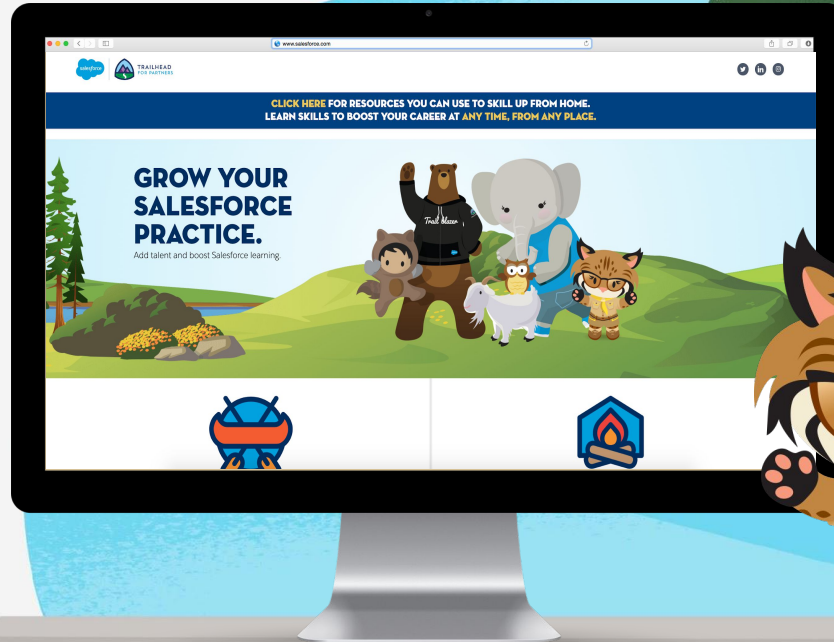 www.salesforce.com
salesforce
TRAILHEAD
FOR PARTNERS
CLICK HERE FOR RESOURCES YOU CAN USE TO SKILL UP FROM HOME.
LEARN SKILLS TO BOOST YOUR CAREER AT ANY TIME, FROM ANY PLACE.
GROW YOUR
SALESFORCE
PRACTICE.
Add talent and boost Salesforce learning.
Trail blazer